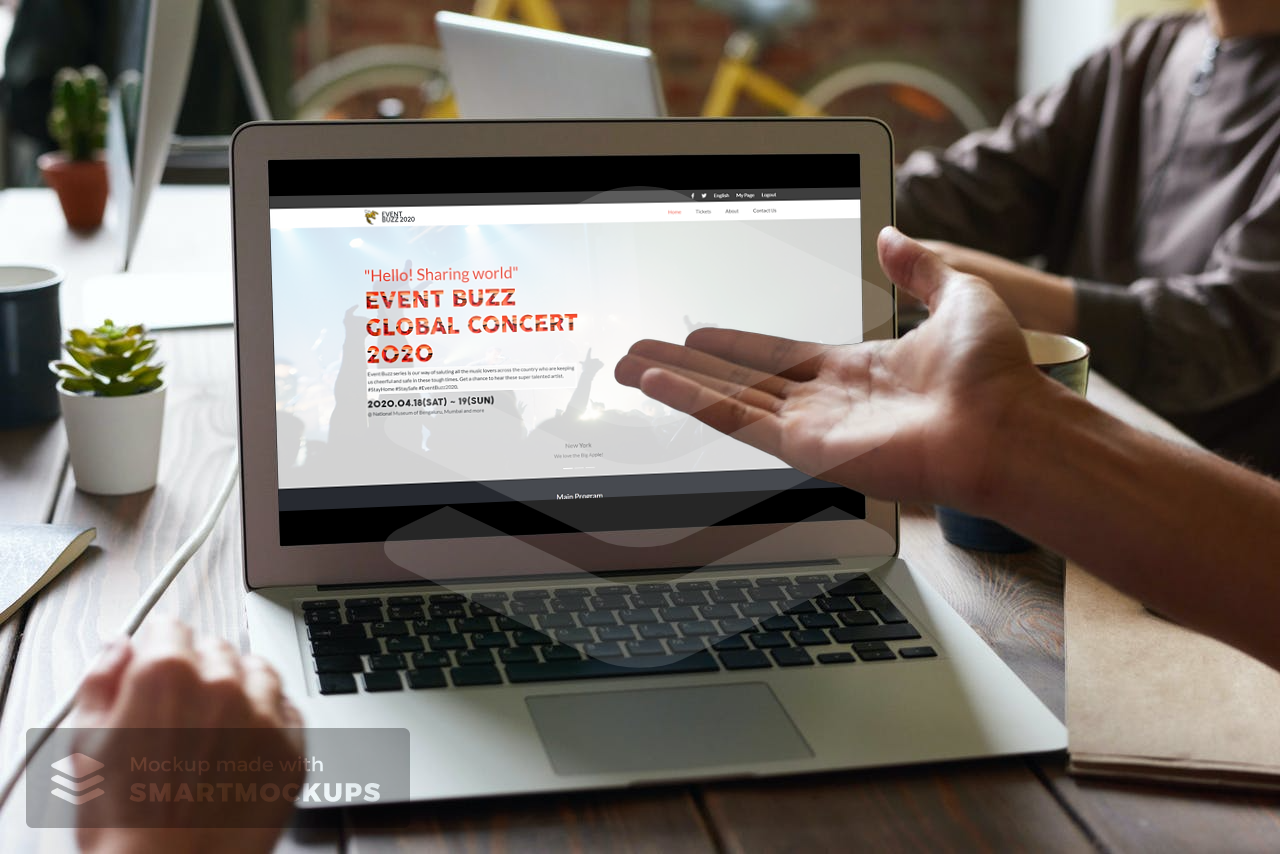 English My Page Logout
EVENT
BUZZ 2020
Home Tickets About Contact Us
"Hello! Sharing world"
EVENT BUZZ
GLOBAL CONCERT
2020
Event Buzz series is our way of saluting all the music lovers across the country who are keeping
us cheerful and safe in these tough times. Get a chance to hear these super talented artist.
#StayHome #StaySafe #EventBuzz2020.
2020.04.18(SAT) ~ 19(SUN)
@ National Museum of Bengaluru, Mumbai and more
New York
We love the Big Apple!
Main Program
Mockup made with
SMARTMOCKUPS